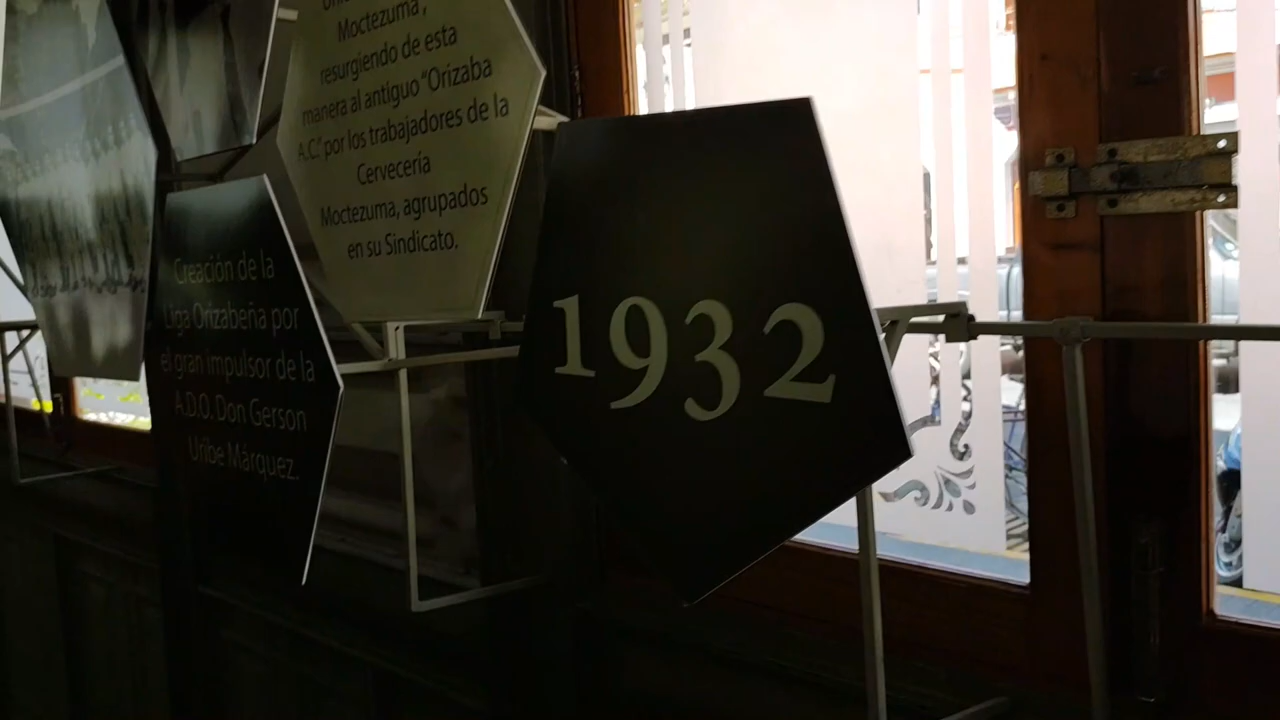 Moctezuma",
resurgiendo de esta
manera al antiguo "Orizaba
A.C." por los trabajadores de la
Cervecería
Moctezuma, agrupados
en su Sindicato.
Creación de la
Liga Orizabeña por
el gran impulsor de la
A.D.O. Don Gerson
Uribe Márquez.
1932